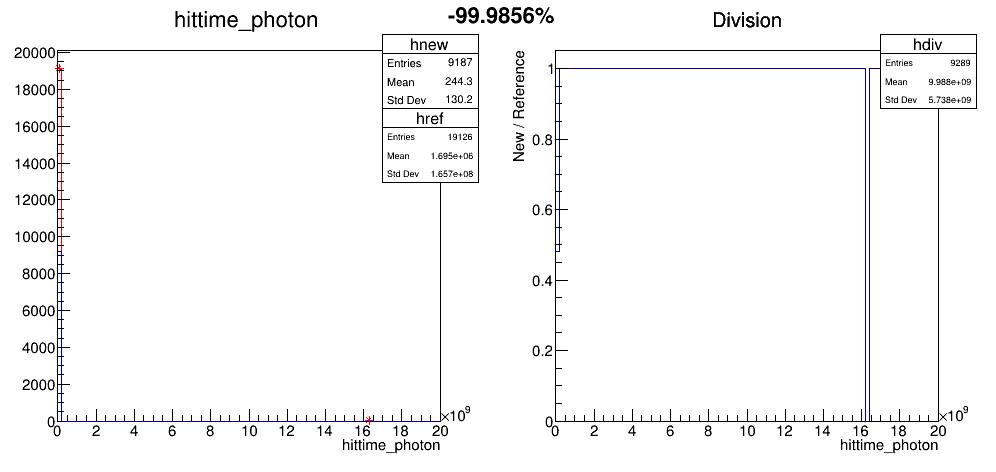 hittime_photon
-99.9856%
Division
hnew
Entries 9187
Mean 244.3
Std Dev 130.2
href
Entries 19126
Mean 1.695e+06
Std Dev 1.657e+08
20000
18000
16000
14000
12000
10000
8000
6000
4000
2000
0
0 2 4 6 8 10 12 14 16 18 20
×10⁹
hittime_photon
hdiv
Entries 9289
Mean 9.988e+09
Std Dev 5.738e+09
New / Reference
1
0.8
0.6
0.4
0.2
0
0 2 4 6 8 10 12 14 16 18 20
×10⁹
hittime_photon